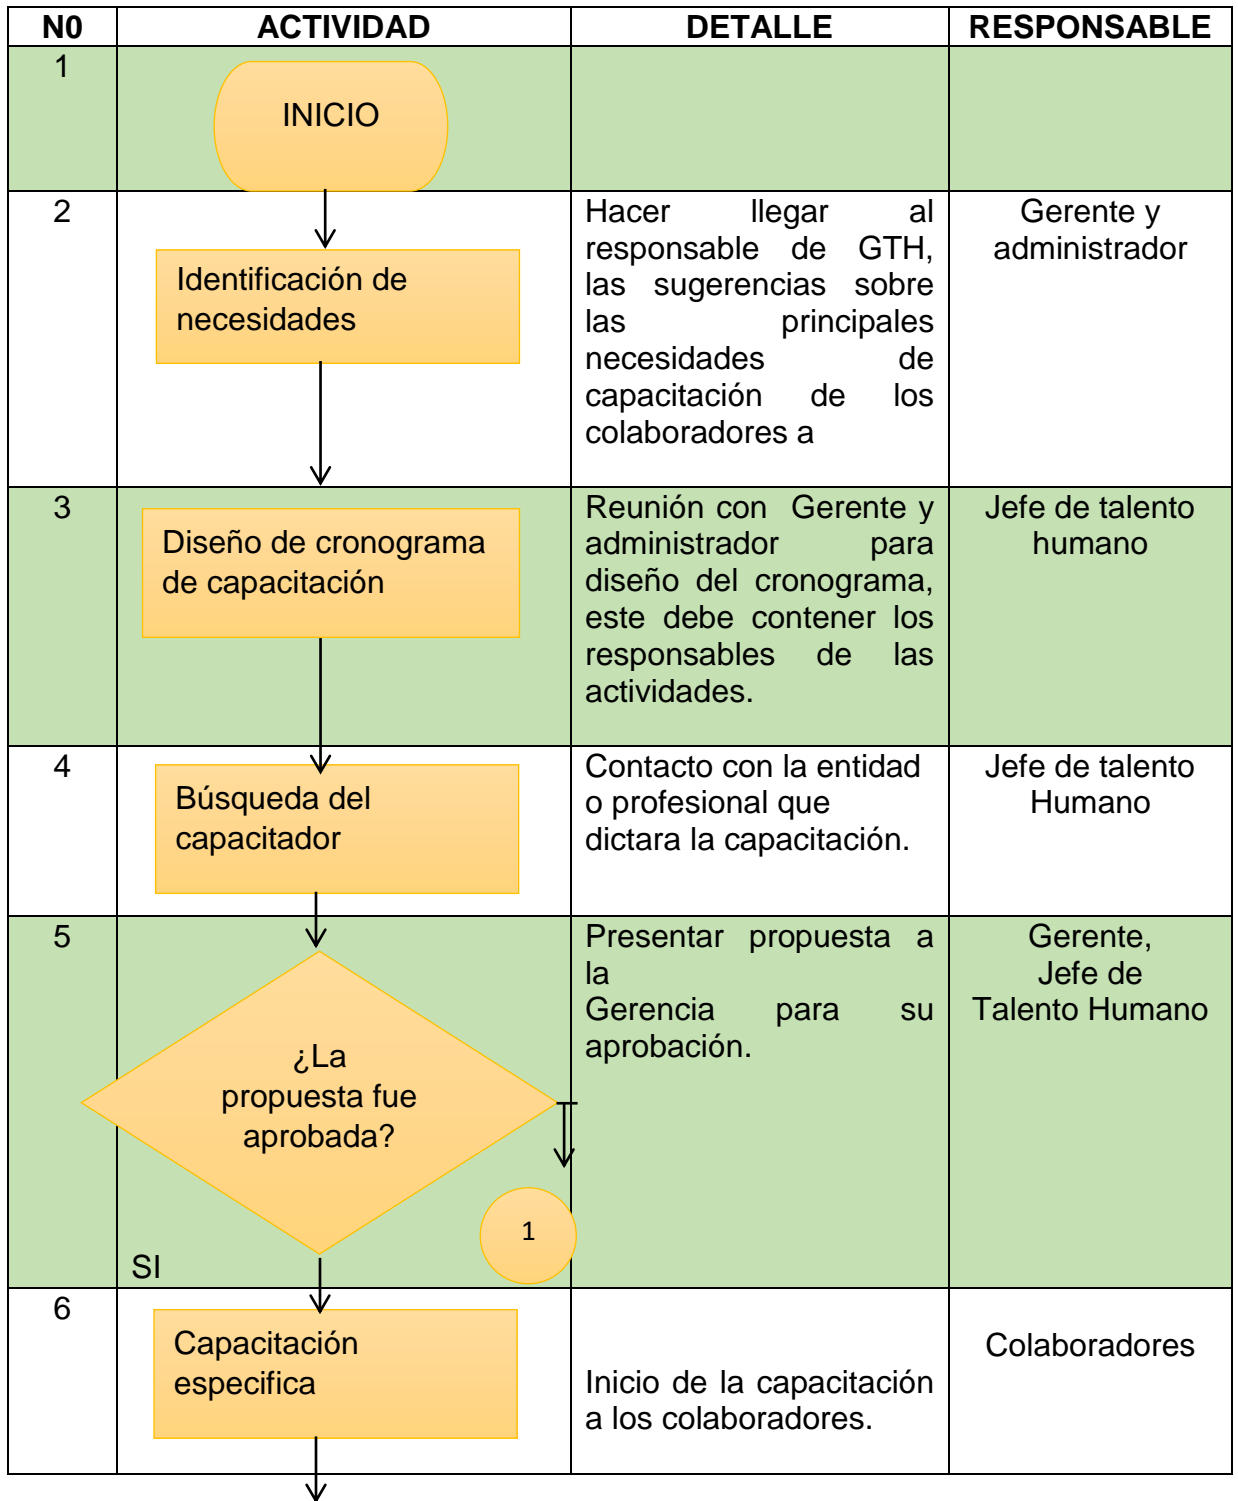 N0 ACTIVIDAD DETALLE RESPONSABLE
1
INICIO
2
Identificación de
necesidades
Hacer llegar al
responsable de GTH,
las sugerencias sobre
las principales
necesidades de
capacitación de los
colaboradores a
Gerente y
administrador
3
Diseño de cronograma
de capacitación
Reunión con Gerente y
administrador para
diseño del cronograma,
este debe contener los
responsables de las
actividades.
Jefe de talento
humano
4
Búsqueda del
capacitador
Contacto con la entidad
o profesional que
dictara la capacitación.
Jefe de talento
Humano
5
¿La
propuesta fue
aprobada?
1
SI
Presentar propuesta a
la
Gerencia para su
aprobación.
Gerente,
Jefe de
Talento Humano
6
Capacitación
especifica
Inicio de la capacitación
a los colaboradores.
Colaboradores